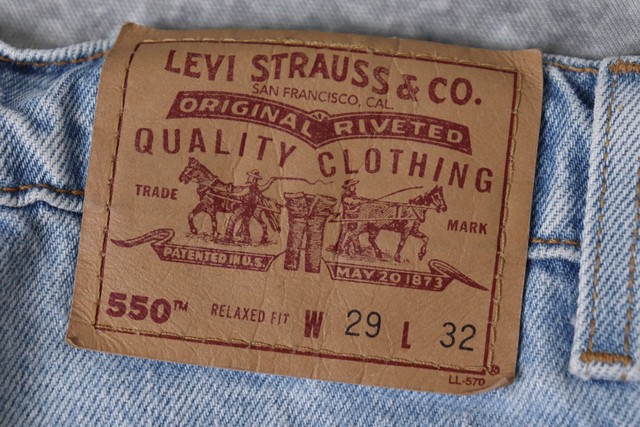 LEVI STRAUSS & CO.
SAN FRANCISCO, CAL.
ORIGINAL RIVETED
QUALITY CLOTHING
TRADE MARK
PATENTED IN U.S. MAY 20 1873
550™ RELAXED FIT W 29 L 32
®
LL-570